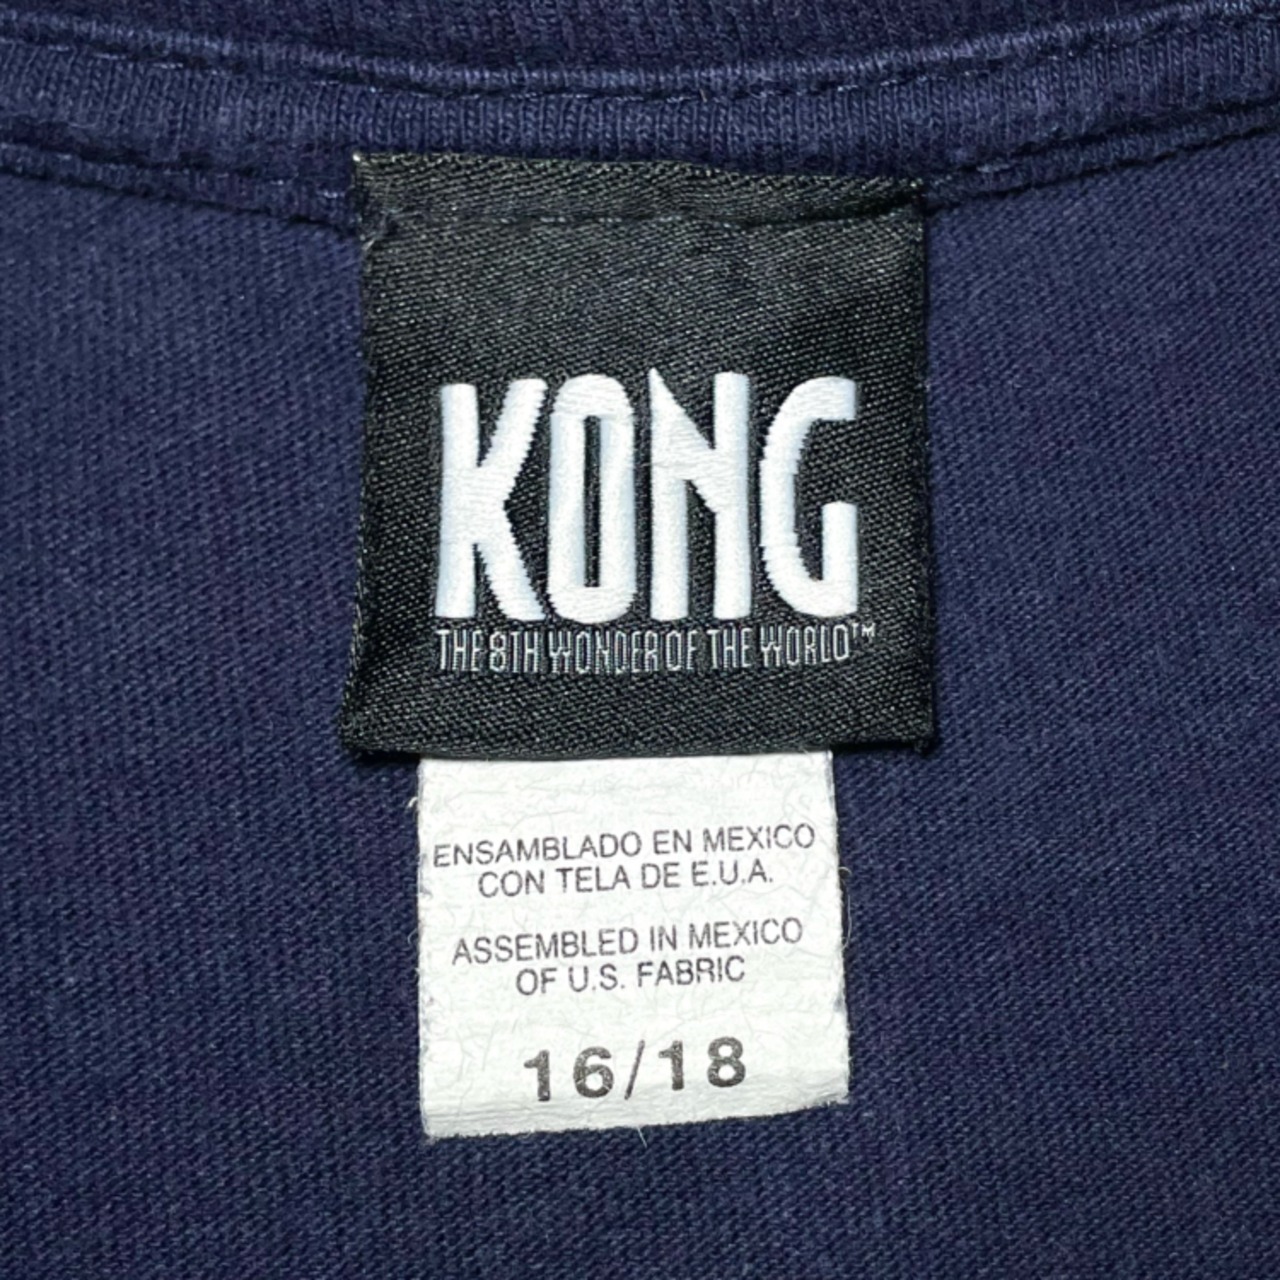 KONG
THE 8TH WONDER OF THE WORLD™
ENSAMBLADO EN MEXICO
CON TELA DE E.U.A.
ASSEMBLED IN MEXICO
OF U.S. FABRIC
16/18